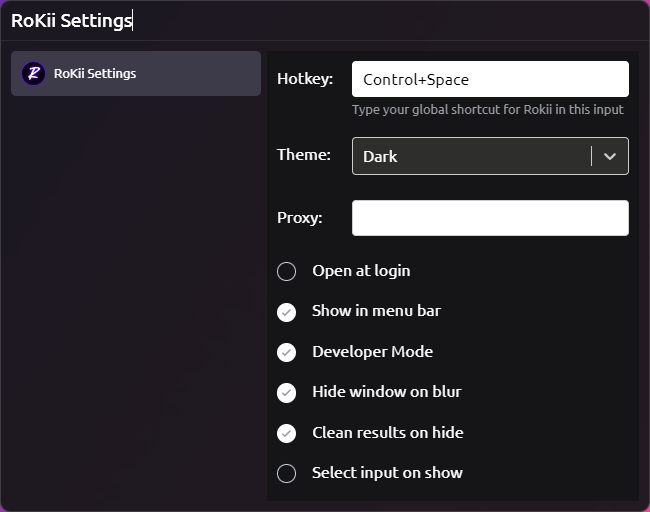 RoKii Settings
RoKii Settings
Hotkey: Control+Space
Type your global shortcut for Rokii in this input
Theme: Dark
Proxy:
Open at login
Show in menu bar
Developer Mode
Hide window on blur
Clean results on hide
Select input on show